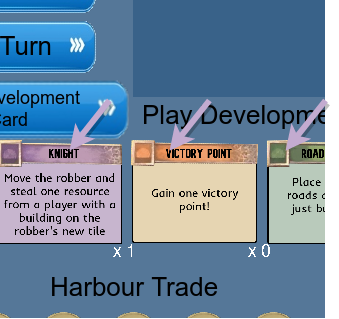 Turn »»
velopment
Card
Play Developme
KNIGHT
Move the robber and
steal one resource
from a player with a
building on the
robber's new tile
x 1
VICTORY POINT
Gain one victory
point!
x 0
ROAD
Place
roads
just bu
Harbour Trade